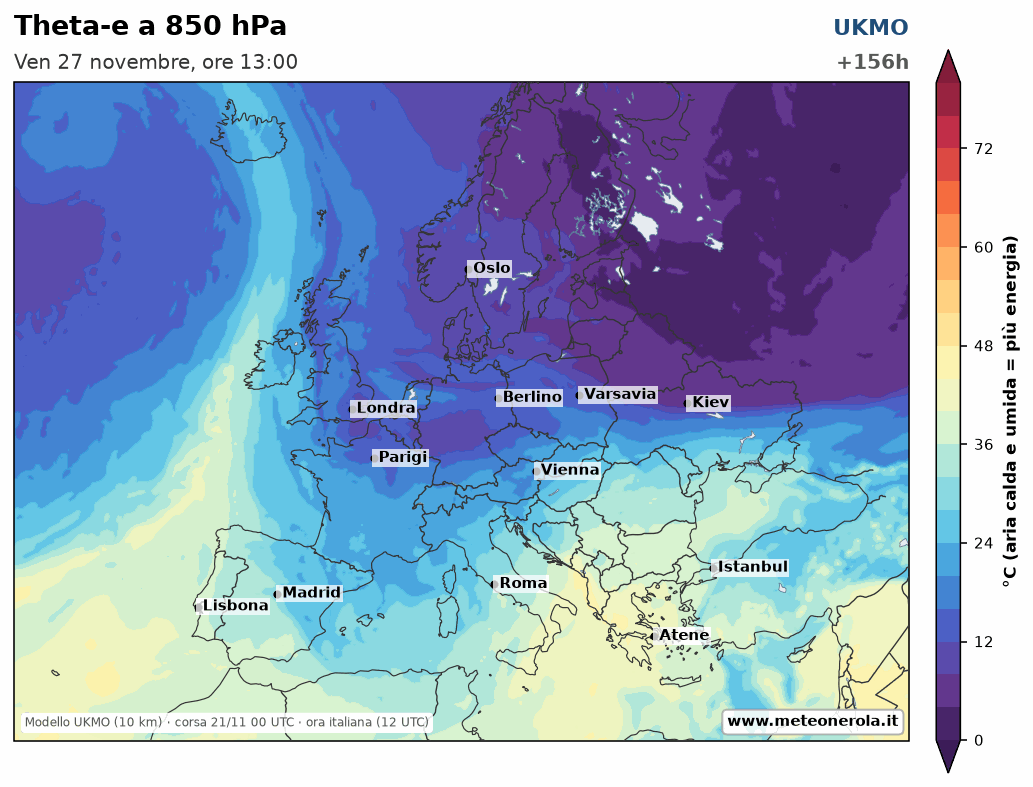 Theta-e a 850 hPa
UKMO
Ven 27 novembre, ore 13:00
+156h
Oslo
Londra
Berlino
Varsavia
Kiev
Parigi
Vienna
Istanbul
Roma
Madrid
Lisbona
Atene
72
60
48
36
24
12
0
°C (aria calda e umida = più energia)
Modello UKMO (10 km) · corsa 21/11 00 UTC · ora italiana (12 UTC)
www.meteonerola.it